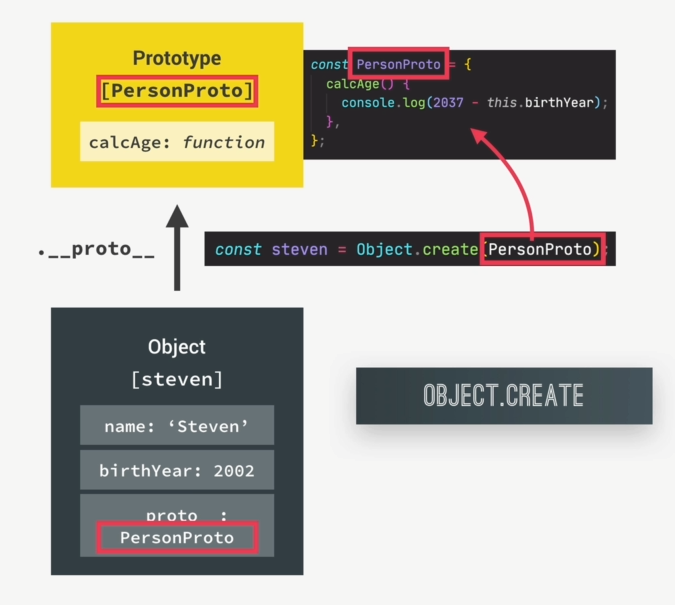 Prototype
[PersonProto]
calcAge: function
const PersonProto = {
calcAge() {
console.log(2037 - this.birthYear);
},
};
.__proto__
const steven = Object.create(PersonProto);
Object
[steven]
name: ‘Steven’
birthYear: 2002
proto :
PersonProto
OBJECT.CREATE